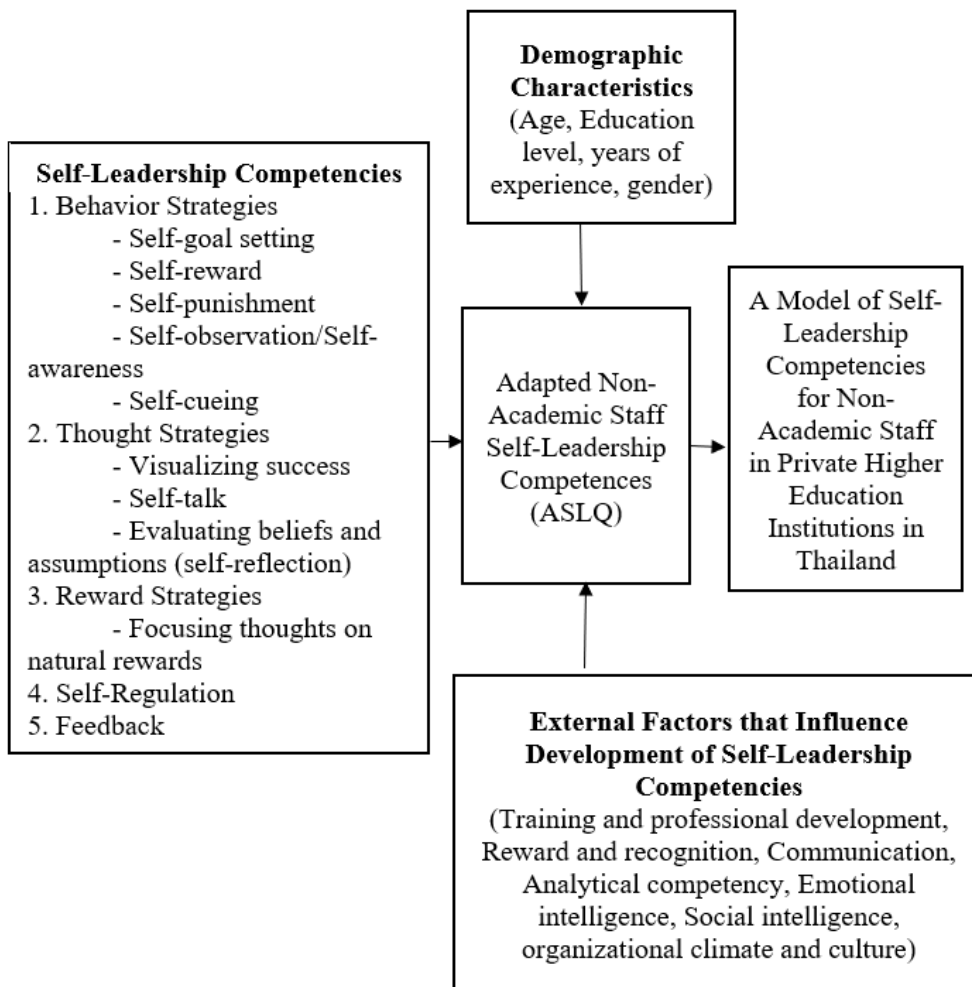 Demographic
Characteristics
(Age, Education
level, years of
experience, gender)
Self-Leadership Competencies
1. Behavior Strategies
- Self-goal setting
- Self-reward
- Self-punishment
- Self-observation/Self-
awareness
- Self-cueing
2. Thought Strategies
- Visualizing success
- Self-talk
- Evaluating beliefs and
assumptions (self-reflection)
3. Reward Strategies
- Focusing thoughts on
natural rewards
4. Self-Regulation
5. Feedback
Adapted Non-
Academic Staff
Self-Leadership
Competences
(ASLQ)
A Model of Self-
Leadership
Competencies
for Non-
Academic Staff
in Private Higher
Education
Institutions in
Thailand
External Factors that Influence
Development of Self-Leadership
Competencies
(Training and professional development,
Reward and recognition, Communication,
Analytical competency, Emotional
intelligence, Social intelligence,
organizational climate and culture)